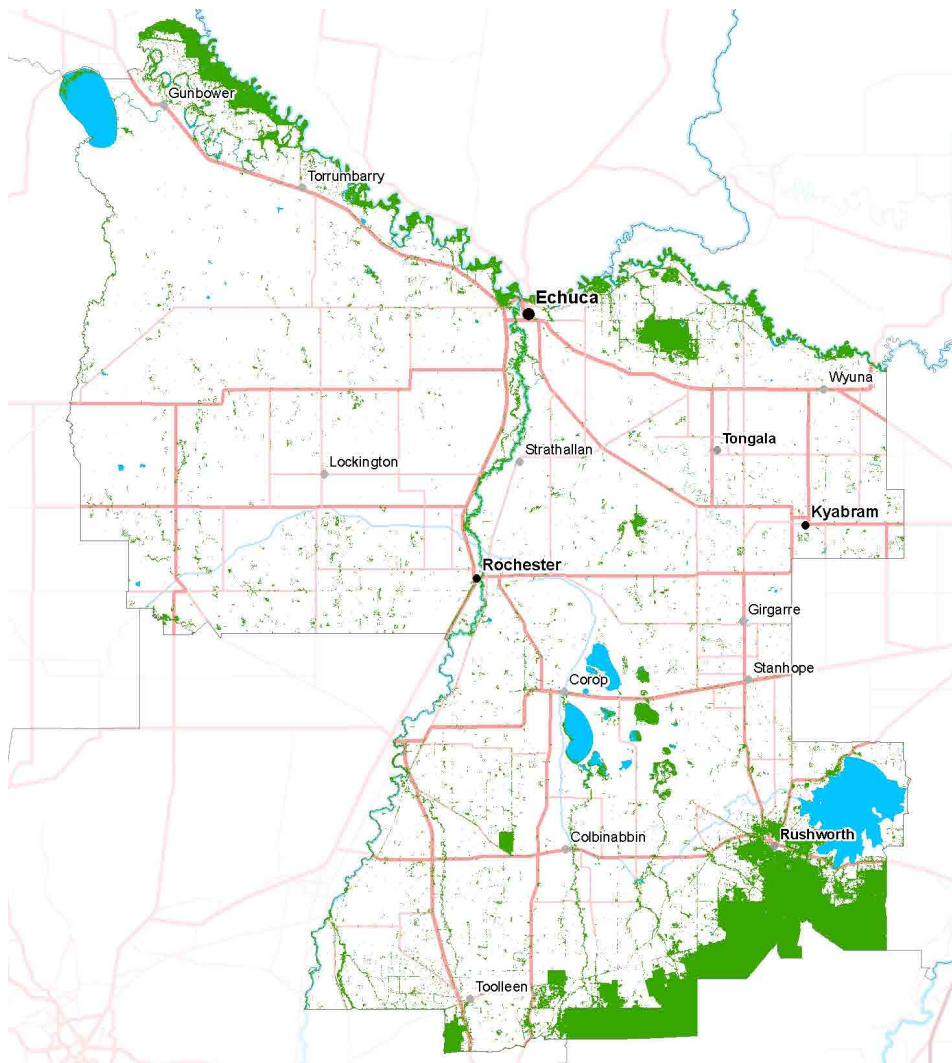 Gunbower
Torrumbarry
Echuca
Wyuna
Tongala
Strathallan
Lockington
Kyabram
Rochester
Girgarre
Stanhope
Corop
Rushworth
Colbinabbin
Toolleen